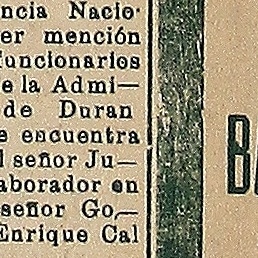 ncia Nacio-
er mención
funcionarios
e la Admi—
de Duran
e encuentra
l señor Ju—
aborador en
señor Go,—
Enrique Cal
B